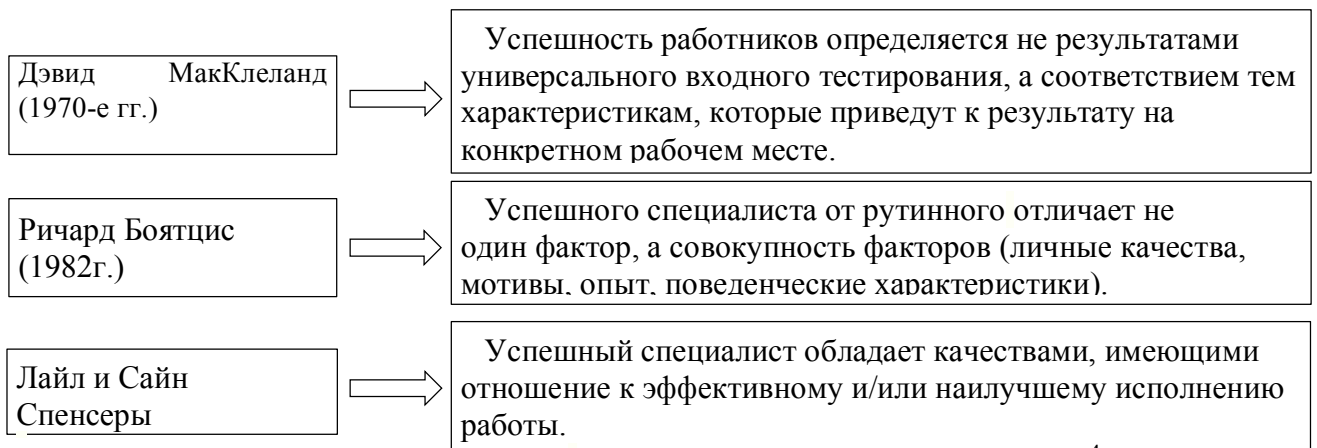 Дэвид МакКлеланд
(1970-е гг.)
Успешность работников определяется не результатами
универсального входного тестирования, а соответствием тем
характеристикам, которые приведут к результату на
конкретном рабочем месте.
Ричард Боятцис
(1982г.)
Успешного специалиста от рутинного отличает не
один фактор, а совокупность факторов (личные качества,
мотивы, опыт, поведенческие характеристики).
Лайл и Сайн
Спенсеры
Успешный специалист обладает качествами, имеющими
отношение к эффективному и/или наилучшему исполнению
работы.